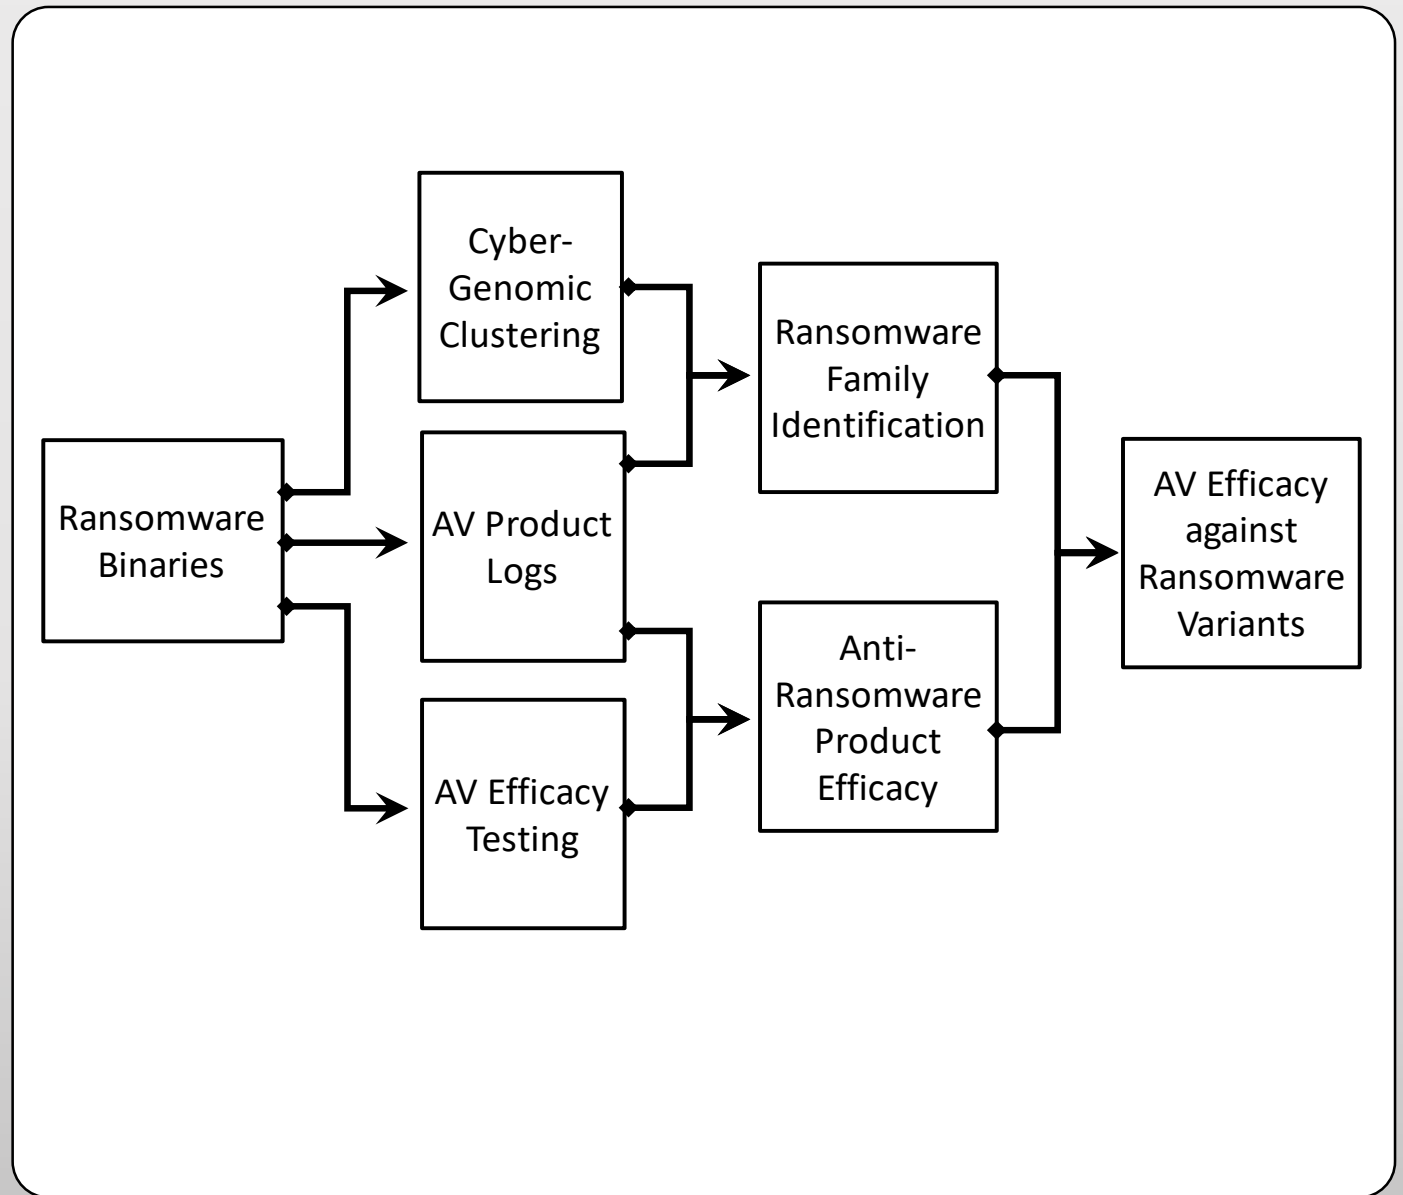 Cyber-
Genomic
Clustering
Ransomware
Family
Identification
Ransomware
Binaries
AV Product
Logs
AV Efficacy
against
Ransomware
Variants
Anti-
Ransomware
Product
Efficacy
AV Efficacy
Testing